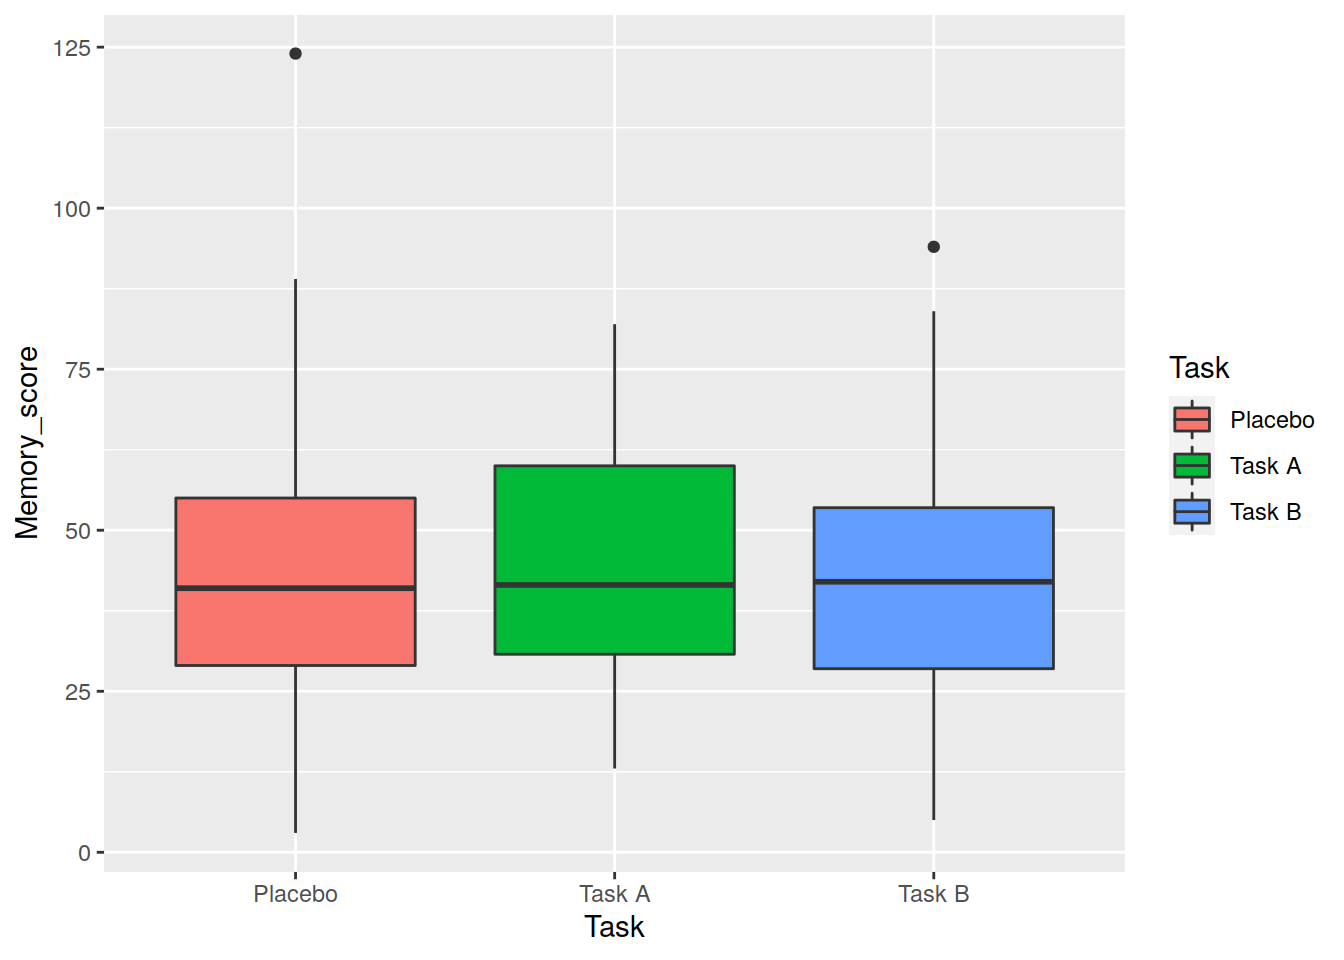 125
100
75
50
25
0
Memory_score
Placebo
Task A
Task B
Task
Task
Placebo
Task A
Task B